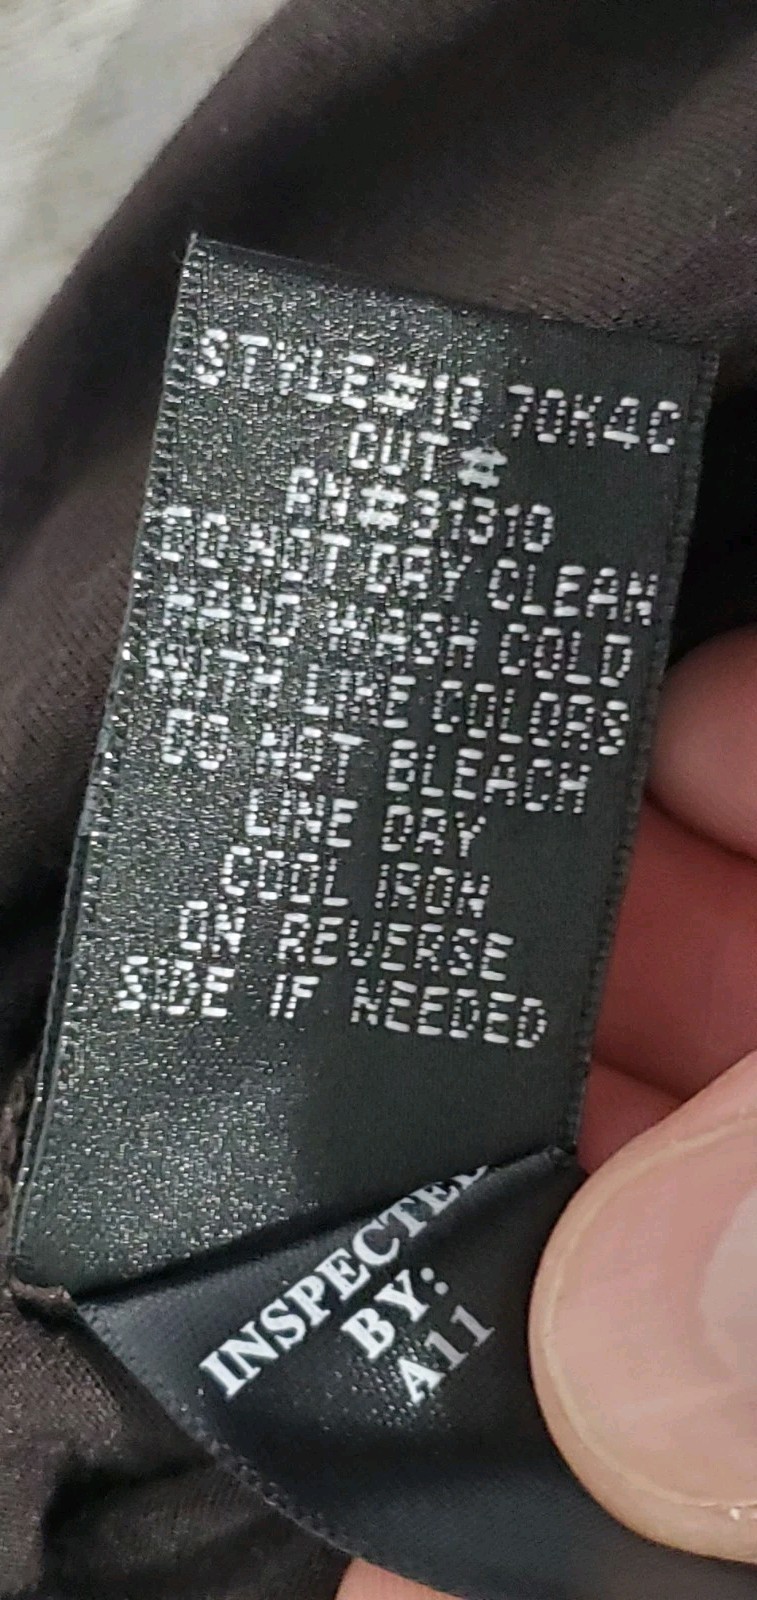 STYLE#10 70K4C
CUT#
RN#81310
DO NOT DRY CLEAN
HAND WASH COLD
WITH LIKE COLORS
DO NOT BLEACH
LINE DRY
COOL IRON
ON REVERSE
SIDE IF NEEDED
INSPECTED
BY:
A11